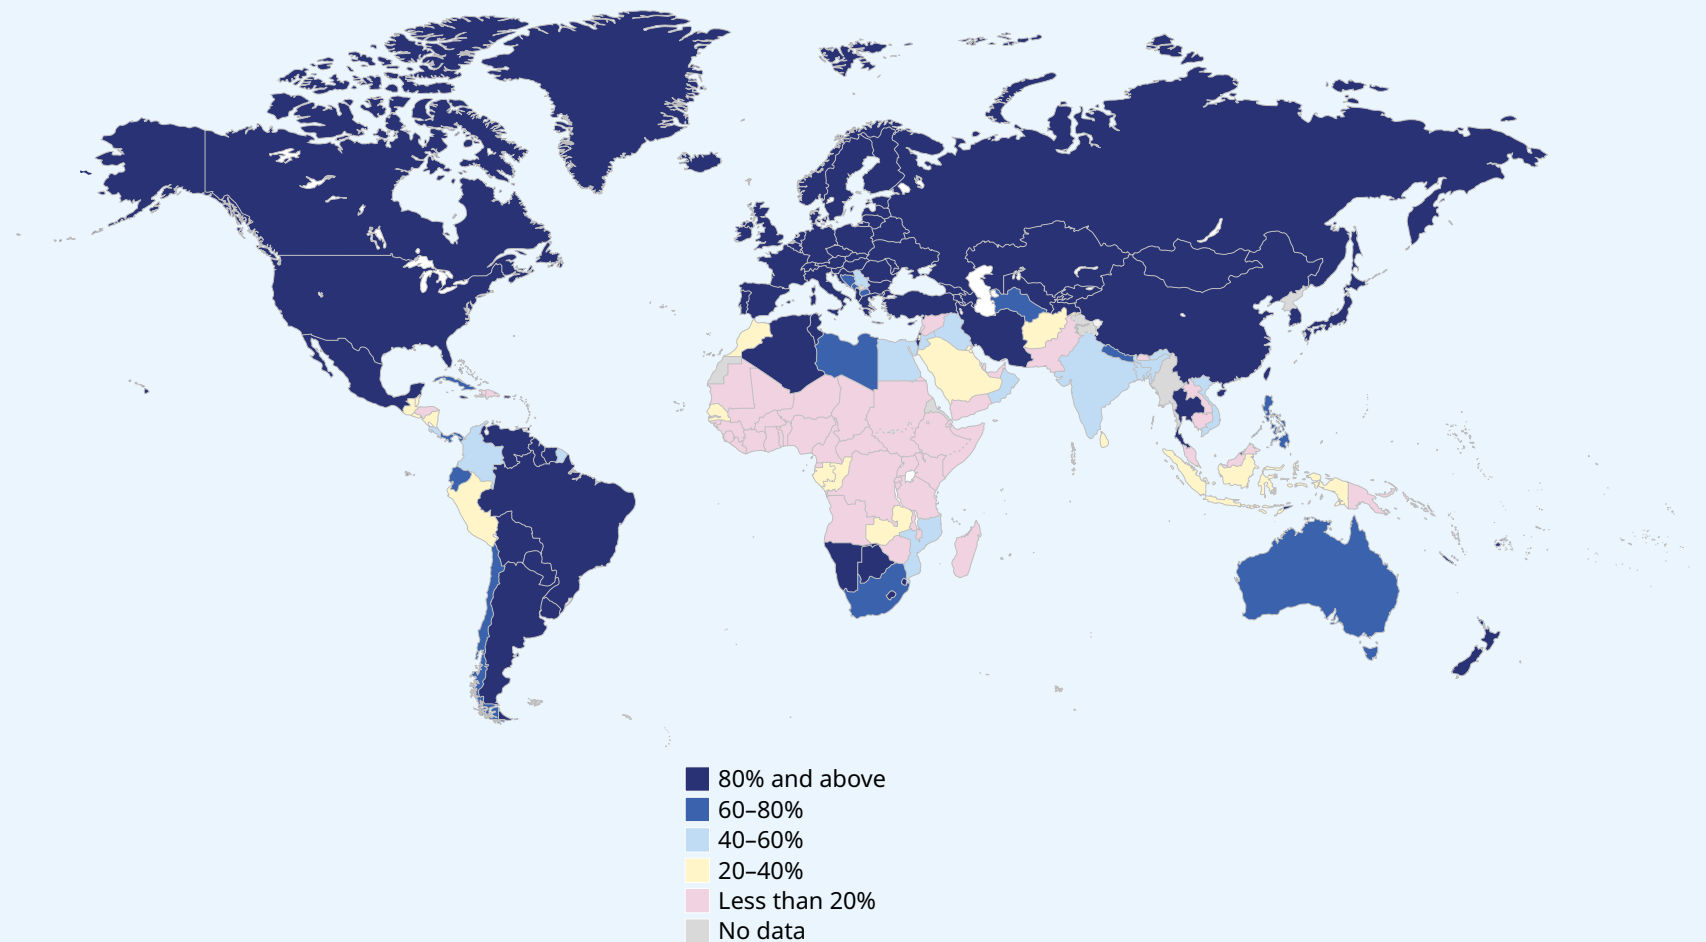 80% and above
60–80%
40–60%
20–40%
Less than 20%
No data